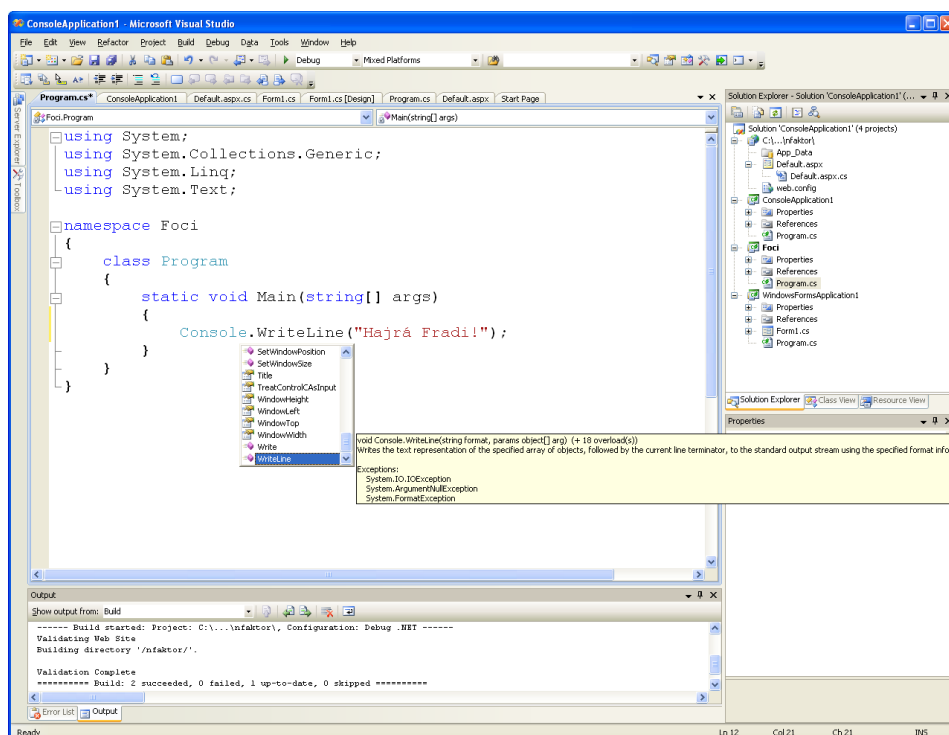 ConsoleApplication1 - Microsoft Visual Studio
File Edit View Refactor Project Build Debug Data Tools Window Help
Debug Mixed Platforms
Program.cs* ConsoleApplication1 Default.aspx.cs Form1.cs Form1.cs [Design] Program.cs Default.aspx Start Page
Foci.Program Main(string[] args)
Server Explorer
Toolbox
using System;
using System.Collections.Generic;
using System.Linq;
using System.Text;
namespace Foci
{
class Program
{
static void Main(string[] args)
{
Console.WriteLine("Hajrá Fradi!");
}
}
}
SetWindowPosition
SetWindowSize
Title
TreatControlCAsInput
WindowHeight
WindowLeft
WindowTop
WindowWidth
Write
WriteLine
void Console.WriteLine(string format, params object[] arg) (+ 18 overload(s))
Writes the text representation of the specified array of objects, followed by the current line terminator, to the standard output stream using the specified format info
Exceptions:
System.IO.IOException
System.ArgumentNullException
System.FormatException
Solution Explorer - Solution 'ConsoleApplication1' (...
Solution 'ConsoleApplication1' (4 projects)
C:\...\nfaktor\
App_Data
Default.aspx
Default.aspx.cs
web.config
ConsoleApplication1
Properties
References
Program.cs
Foci
Properties
References
Program.cs
WindowsFormsApplication1
Properties
References
Form1.cs
Program.cs
Solution Explorer Class View Resource View
Properties
Output
Show output from: Build
------ Build started: Project: C:\...\nfaktor\, Configuration: Debug .NET ------
Validating Web Site
Building directory '/nfaktor/'.
Validation Complete
========== Build: 2 succeeded, 0 failed, 1 up-to-date, 0 skipped ==========
Error List Output
Ready Ln 12 Col 21 Ch 21 INS